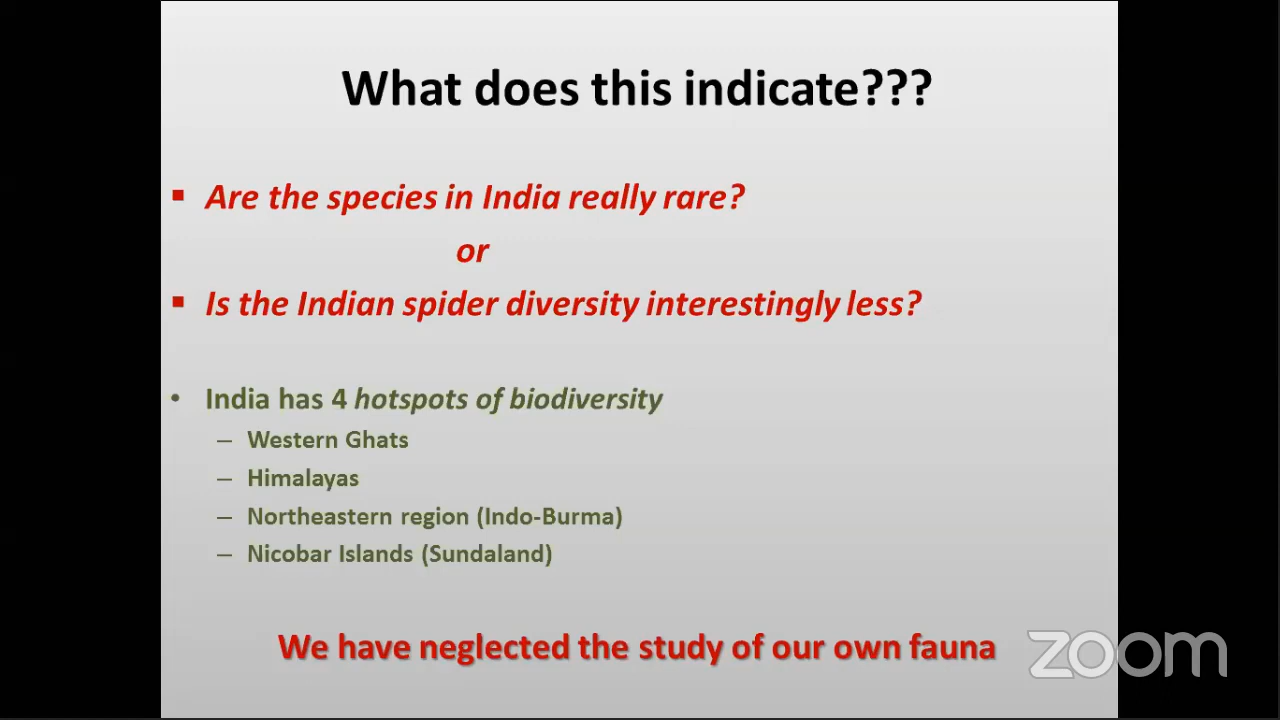 What does this indicate???
▪ Are the species in India really rare?
or
▪ Is the Indian spider diversity interestingly less?
• India has 4 hotspots of biodiversity
– Western Ghats
– Himalayas
– Northeastern region (Indo-Burma)
– Nicobar Islands (Sundaland)
We have neglected the study of our own fauna
zoom